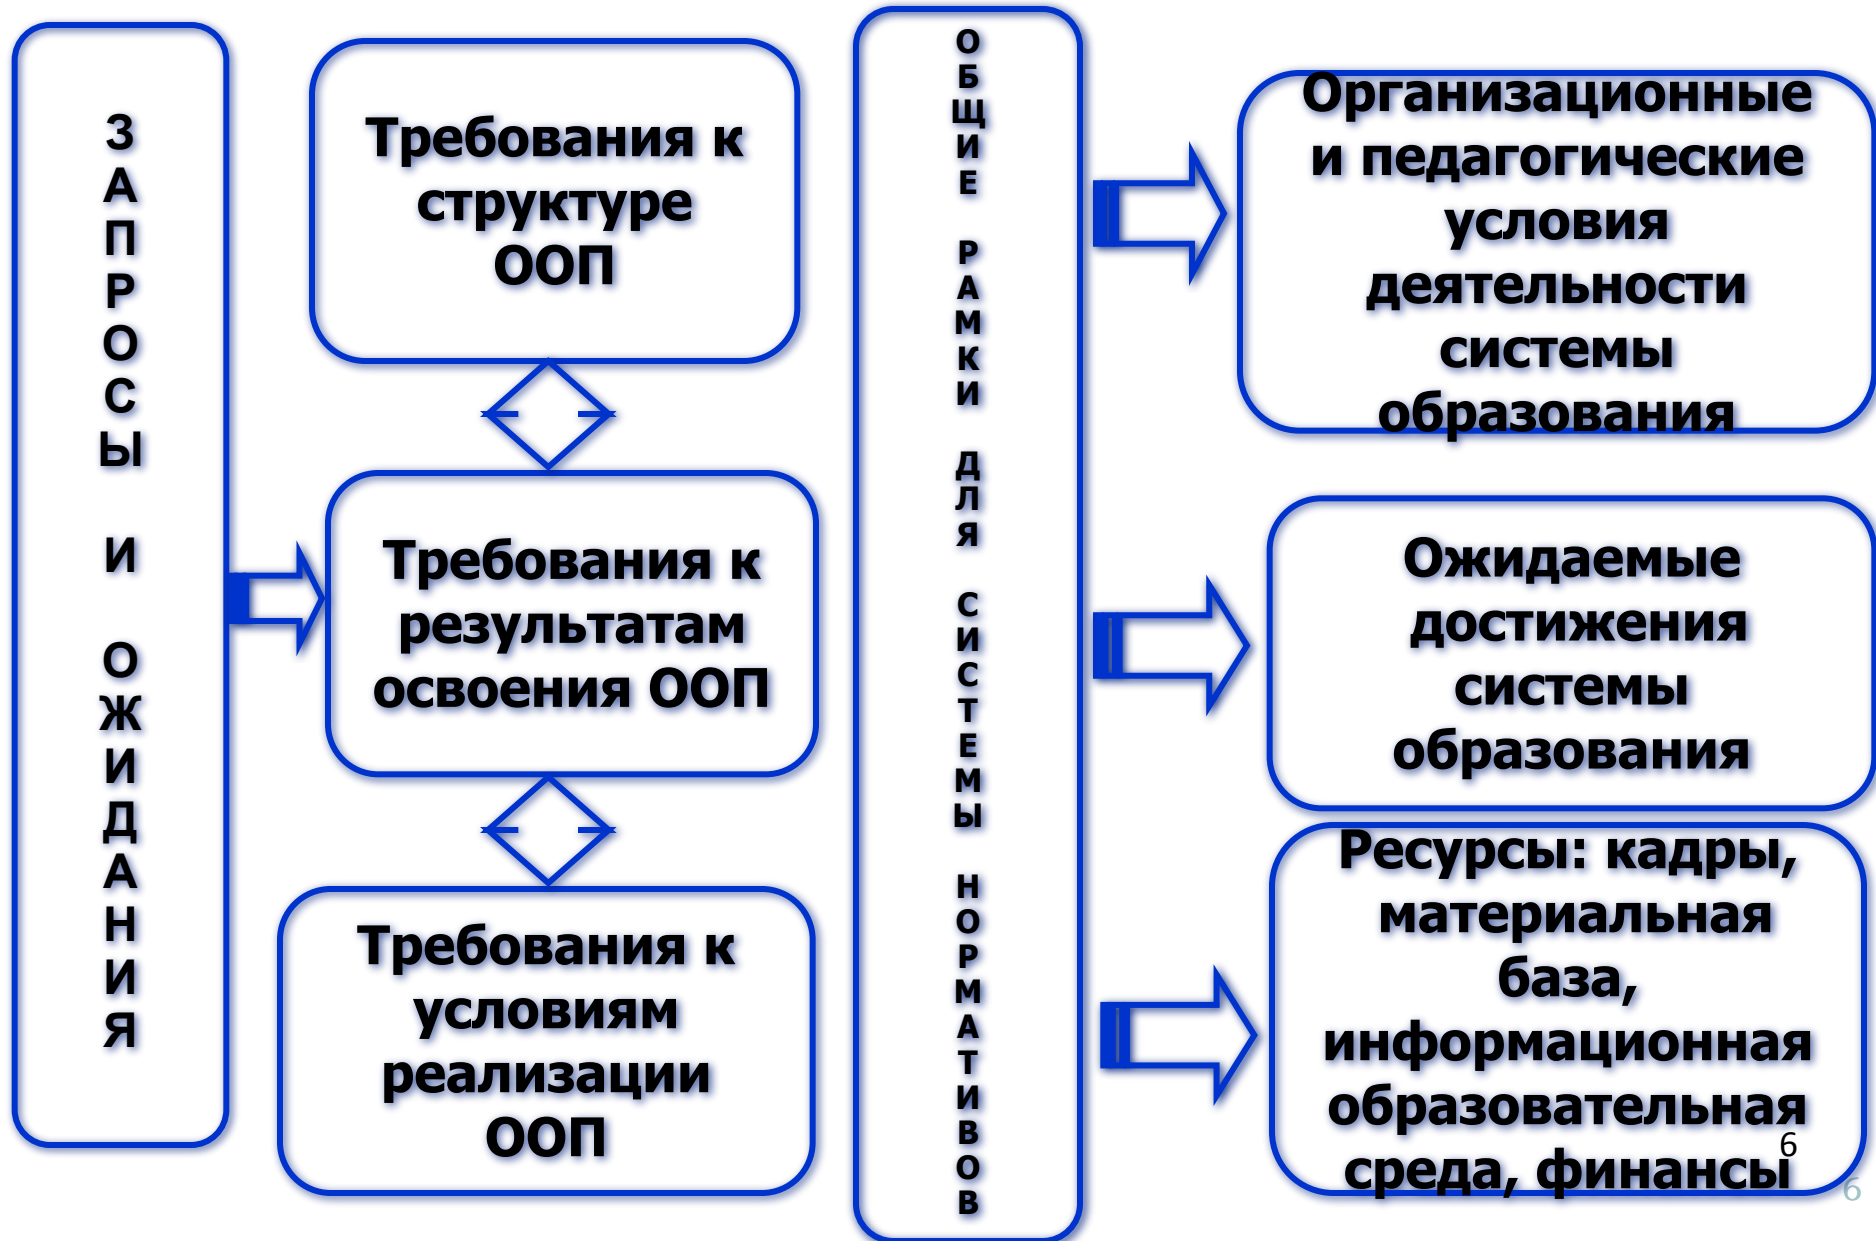 ЗАПРОСЫ И ОЖИДАНИЯ
Требования к
структуре
ООП
Требования к
результатам
освоения ООП
Требования к
условиям
реализации
ООП
ОБЩИЕ РАМКИ ДЛЯ СИСТЕМЫ НОРМАТИВОВ
Организационные
и педагогические
условия
деятельности
системы
образования
Ожидаемые
достижения
системы
образования
Ресурсы: кадры,
материальная
база,
информационная
образовательная
среда, финансы
6
6